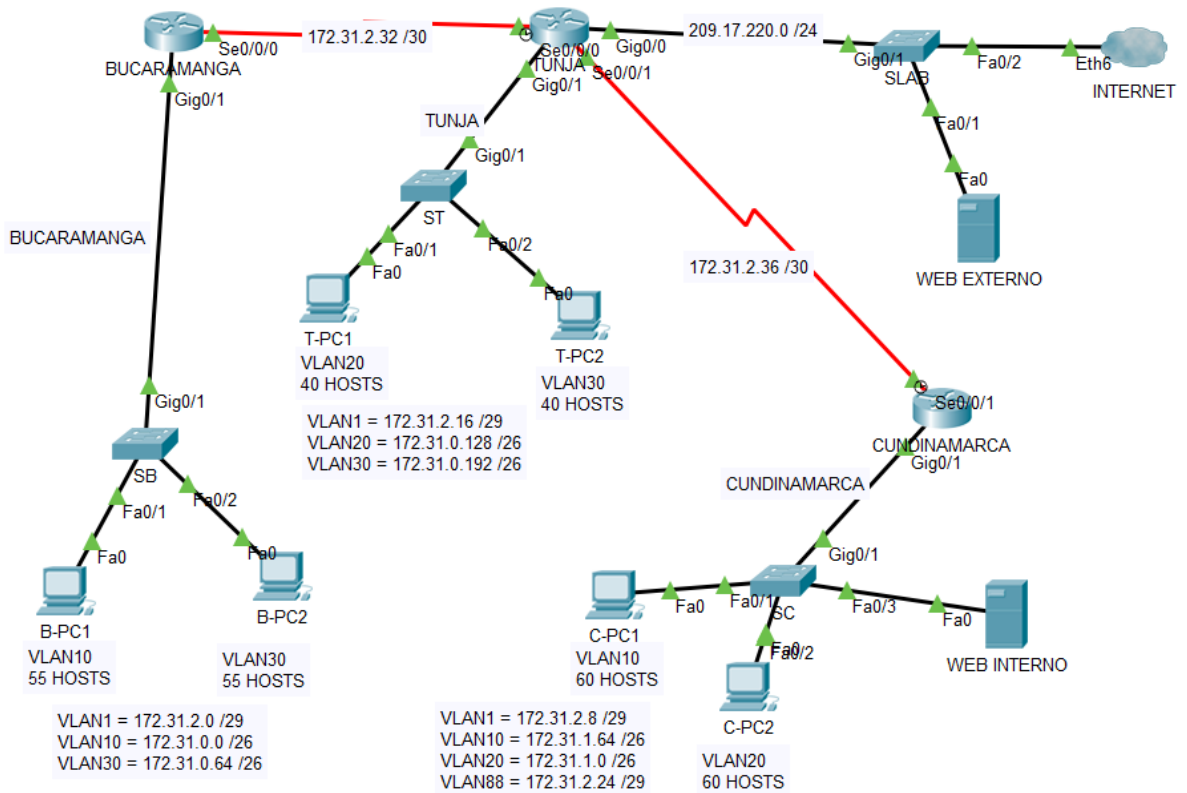 172.31.2.32 /30
209.17.220.0 /24
Se0/0/0
BUCARAMANGA
Gig0/1
Se0/0/0
TUNJA
Gig0/0
Se0/0/1
Gig0/1
Gig0/1
SLAB
Fa0/2
Eth6
INTERNET
Fa0/1
Fa0
WEB EXTERNO
TUNJA
Gig0/1
ST
Fa0/1
Fa0
Fa0/2
Fa0
T-PC1
VLAN20
40 HOSTS
T-PC2
VLAN30
40 HOSTS
VLAN1 = 172.31.2.16 /29
VLAN20 = 172.31.0.128 /26
VLAN30 = 172.31.0.192 /26
BUCARAMANGA
172.31.2.36 /30
Gig0/1
SB
Fa0/1
Fa0
Fa0/2
Fa0
B-PC1
VLAN10
55 HOSTS
B-PC2
VLAN30
55 HOSTS
VLAN1 = 172.31.2.0 /29
VLAN10 = 172.31.0.0 /26
VLAN30 = 172.31.0.64 /26
Se0/0/1
CUNDINAMARCA
Gig0/1
CUNDINAMARCA
Gig0/1
SC
Fa0
Fa0/1
Fa0/3
Fa0
Fa0
Fa0/2
C-PC1
VLAN10
60 HOSTS
WEB INTERNO
C-PC2
VLAN20
60 HOSTS
VLAN1 = 172.31.2.8 /29
VLAN10 = 172.31.1.64 /26
VLAN20 = 172.31.1.0 /26
VLAN88 = 172.31.2.24 /29